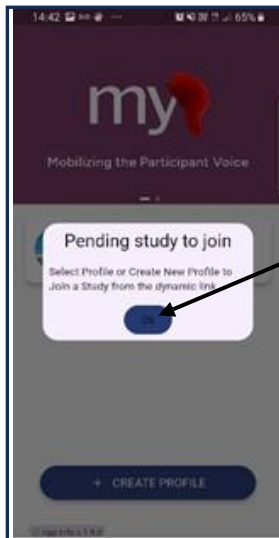 14:42
65%
my
Mobilizing the Participant Voice
Pending study to join
Select Profile or Create New Profile to
Join a Study from the dynamic link
Ok
+ CREATE PROFILE